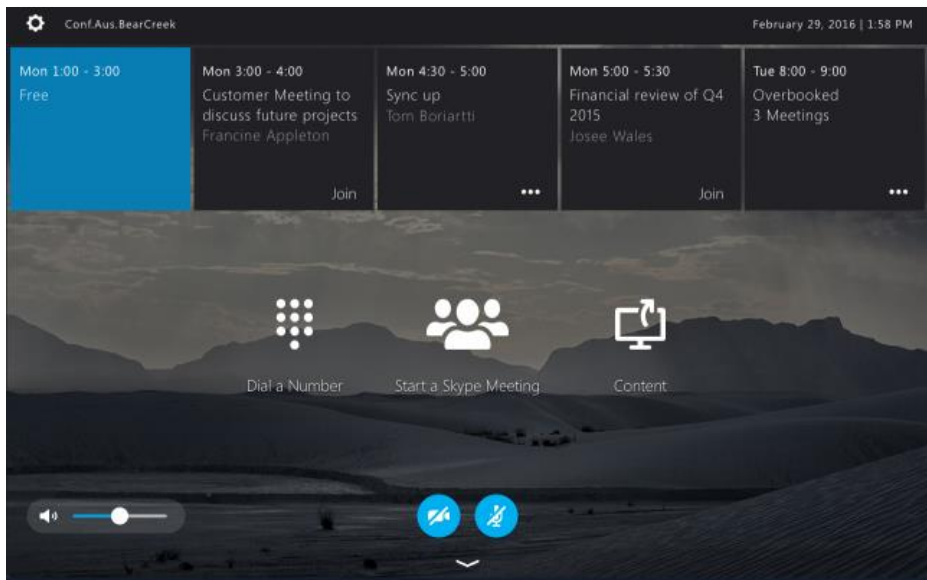 Conf.Aus.BearCreek
February 29, 2016 | 1:58 PM
Mon 1:00 - 3:00
Free
Mon 3:00 - 4:00
Customer Meeting to
discuss future projects
Francine Appleton
Join
Mon 4:30 - 5:00
Sync up
Tom Boriartti
•••
Mon 5:00 - 5:30
Financial review of Q4
2015
Josee Wales
Join
Tue 8:00 - 9:00
Overbooked
3 Meetings
•••
Dial a Number
Start a Skype Meeting
Content